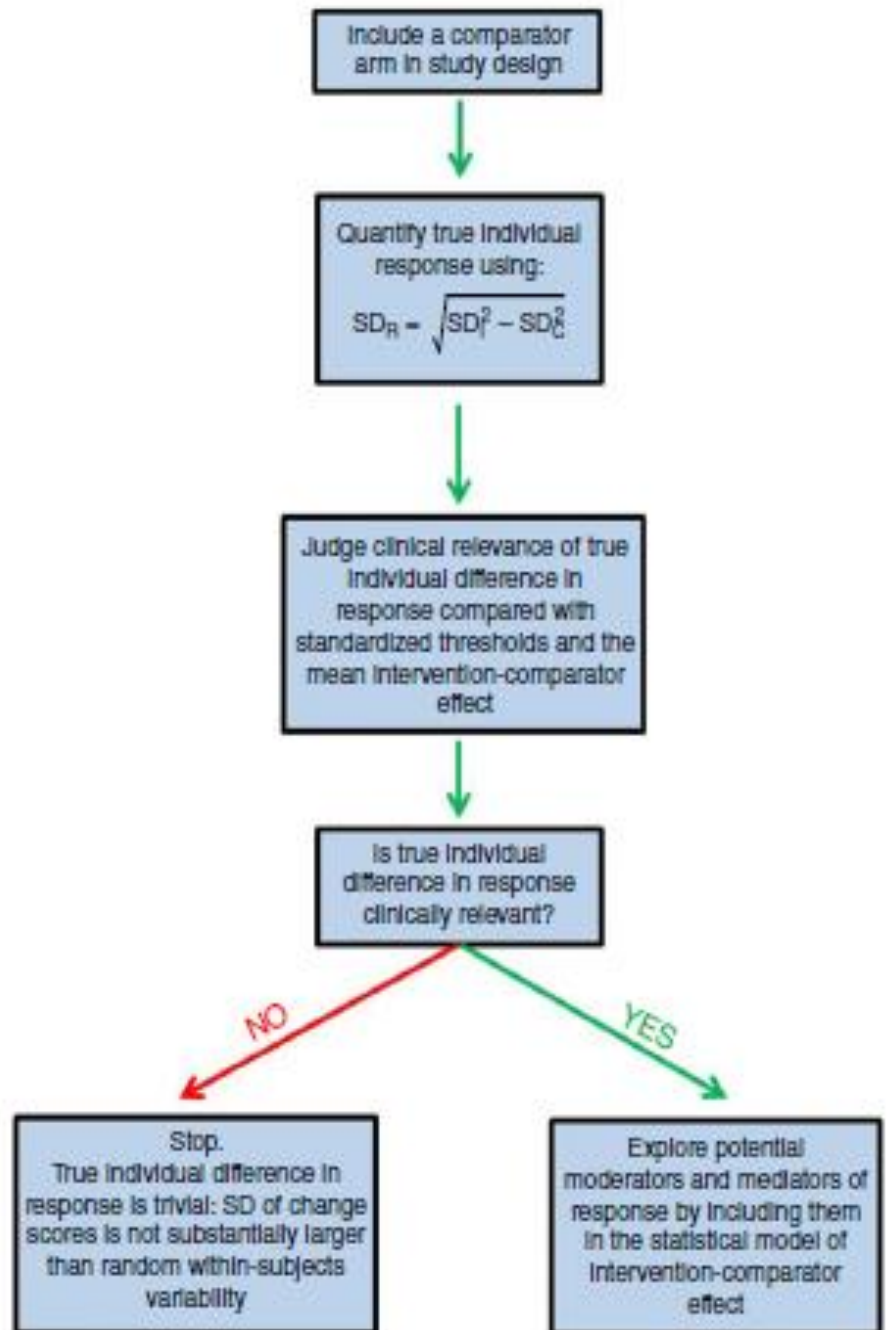 Include a comparator
arm in study design
Quantify true individual
response using:
SD_R = √(SD_I² − SD_C²)
Judge clinical relevance of true
individual difference in
response compared with
standardized thresholds and the
mean intervention-comparator
effect
Is true individual
difference in response
clinically relevant?
NO
YES
Stop.
True individual difference in
response is trivial: SD of change
scores is not substantially larger
than random within-subjects
variability
Explore potential
moderators and mediators of
response by including them
in the statistical model of
intervention-comparator
effect